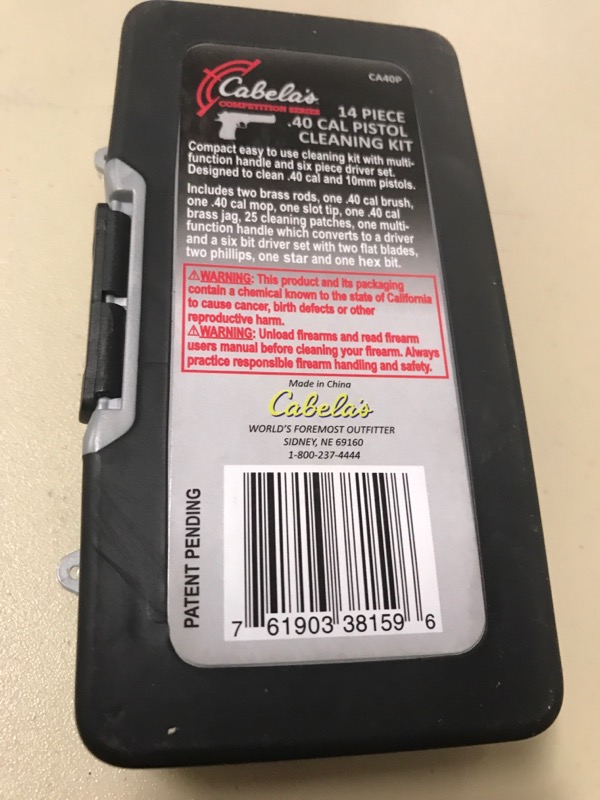 Cabela's
COMPETITION SERIES
CA40P
14 PIECE
.40 CAL PISTOL
CLEANING KIT
Compact easy to use cleaning kit with multi-
function handle and six piece driver set.
Designed to clean .40 cal and 10mm pistols.
Includes two brass rods, one .40 cal brush,
one .40 cal mop, one slot tip, one .40 cal
brass jag, 25 cleaning patches, one multi-
function handle which converts to a driver
and a six bit driver set with two flat blades,
two phillips, one star and one hex bit.
⚠WARNING: This product and its packaging
contain a chemical known to the state of California
to cause cancer, birth defects or other
reproductive harm.
⚠WARNING: Unload firearms and read firearm
users manual before cleaning your firearm. Always
practice responsible firearm handling and safety.
Made in China
Cabela's
WORLD'S FOREMOST OUTFITTER
SIDNEY, NE 69160
1-800-237-4444
PATENT PENDING
7 61903 38159 6